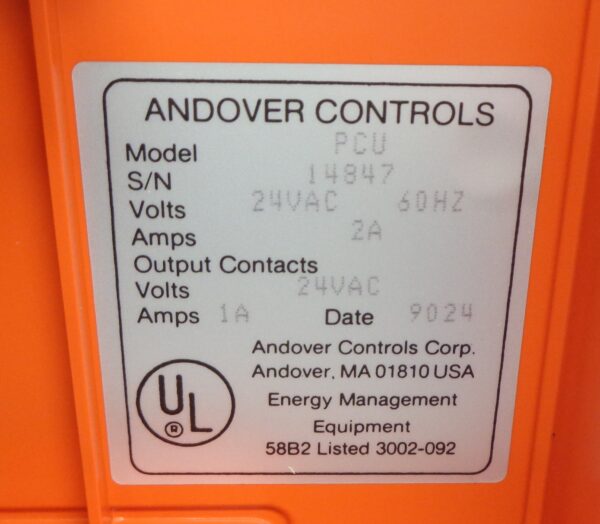 ANDOVER CONTROLS
Model PCU
S/N 14847
Volts 24VAC 60HZ
Amps 2A
Output Contacts
Volts 24VAC
Amps 1A Date 9024
Andover Controls Corp.
Andover, MA 01810 USA
Energy Management
Equipment
58B2 Listed 3002-092
UL
®